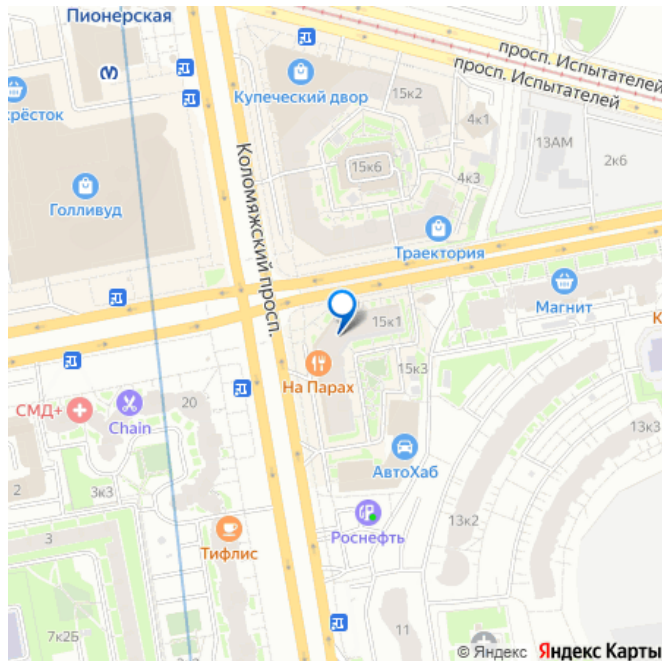 Пионерская
просп. Испытателей
просп. Испытателей
Купеческий двор
15к2
крёсток
4к1
13АМ
2к6
15к6
4к3
Голливуд
Коломяжский просп.
Траектория
Магнит
15к1
К
На Парах
15к3
СМД+
Chain
20
13к3
АвтоХаб
2
3к3
Роснефть
13к2
3
Тифлис
7к2Б
11
© Яндекс Яндекс Карты